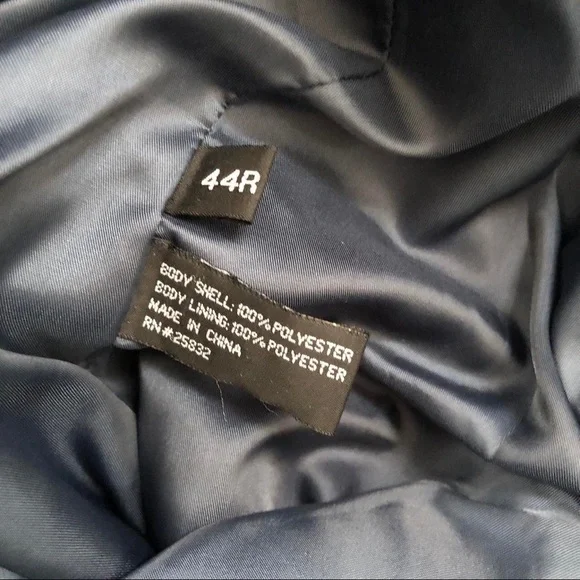 44R
BODY SHELL: 100% POLYESTER
BODY LINING: 100% POLYESTER
MADE IN CHINA
RN#:25832